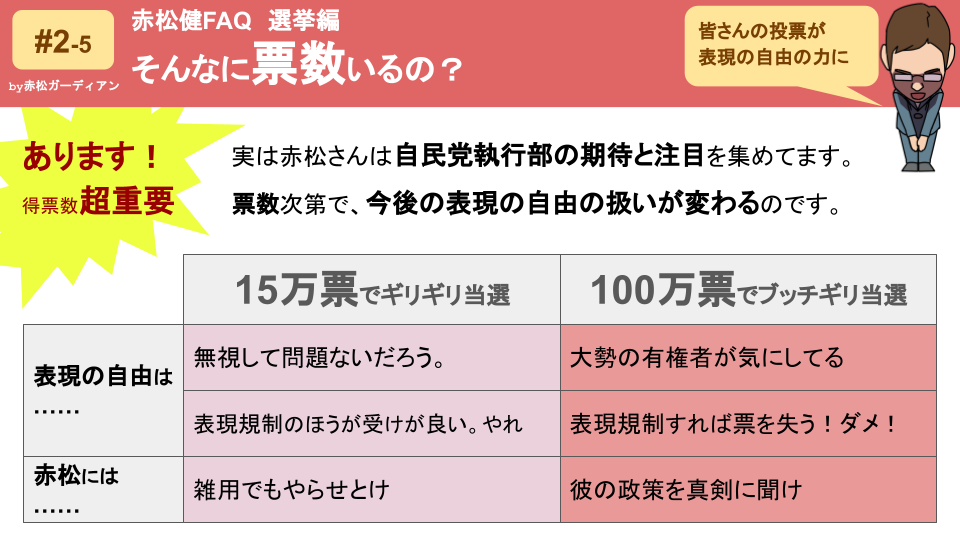 #2-5
by赤松ガーディアン
赤松健FAQ　選挙編
そんなに票数いるの？
皆さんの投票が
表現の自由の力に
あります！
得票数超重要
実は赤松さんは自民党執行部の期待と注目を集めてます。
票数次第で、今後の表現の自由の扱いが変わるのです。
15万票でギリギリ当選
100万票でブッチギリ当選
表現の自由は
……
無視して問題ないだろう。
大勢の有権者が気にしてる
表現規制のほうが受けが良い。やれ
表現規制すれば票を失う！ダメ！
赤松には
……
雑用でもやらせとけ
彼の政策を真剣に聞け